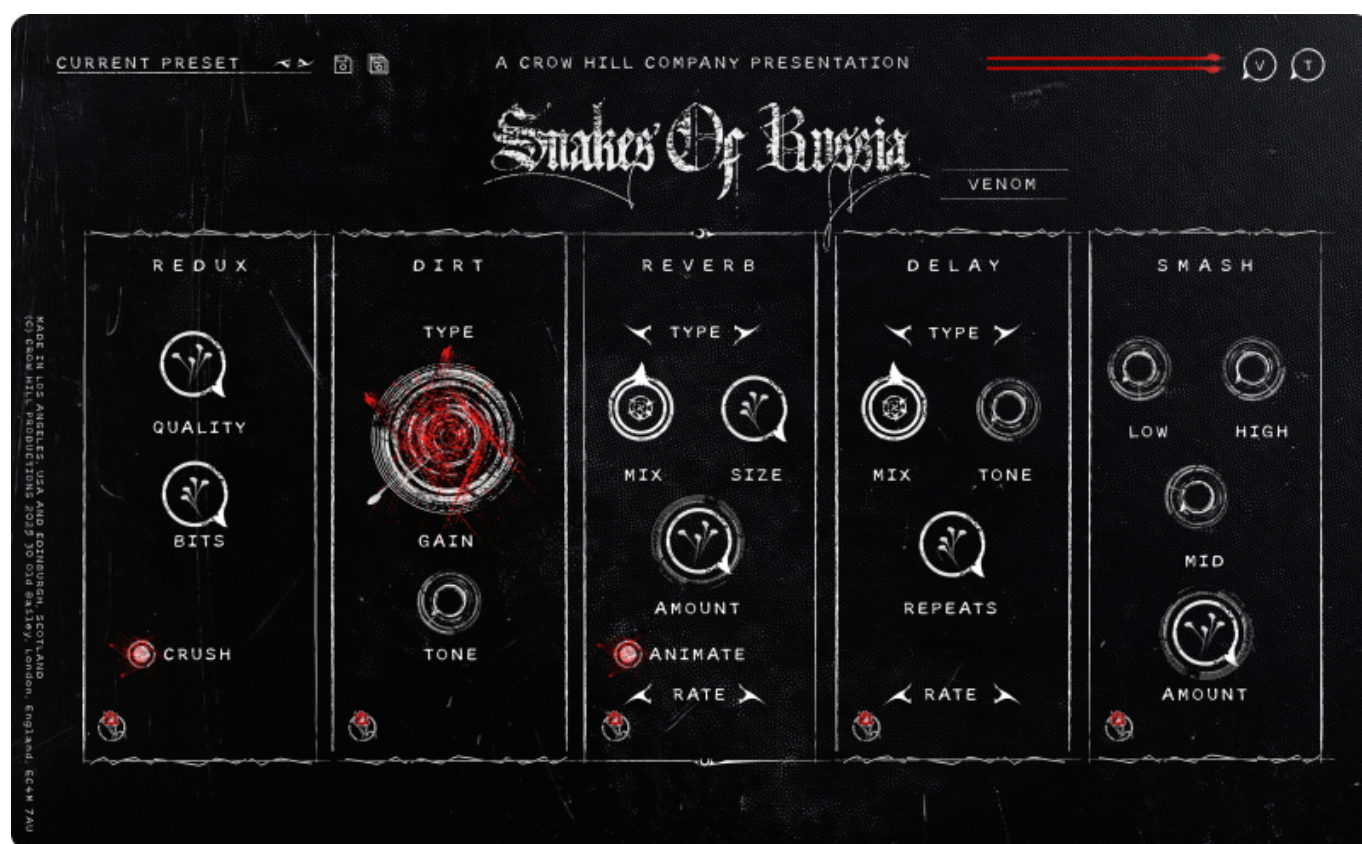 CURRENT PRESET
A CROW HILL COMPANY PRESENTATION
V T
Snakes Of Russia
VENOM
REDUX
QUALITY
BITS
CRUSH
DIRT
TYPE
GAIN
TONE
REVERB
TYPE
MIX SIZE
AMOUNT
ANIMATE
RATE
DELAY
TYPE
MIX TONE
REPEATS
RATE
SMASH
LOW HIGH
MID
AMOUNT
MADE IN LOS ANGELES, USA AND EDINBURGH, SCOTLAND
(C) CROW HILL PRODUCTIONS 2025 30 Old Bailey, London, England, EC4M 7AU